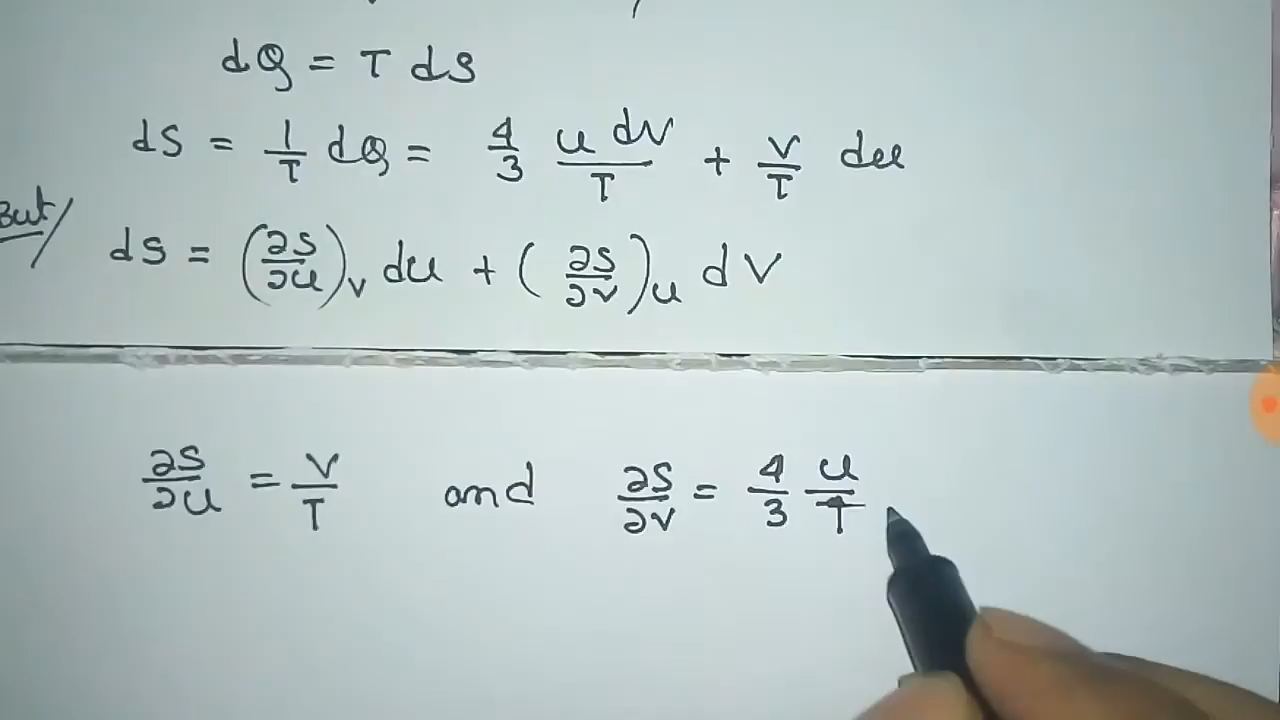 dQ = T dS
dS = 1/T dQ = 4/3 u dV/T + V/T du
But/ dS = (∂S/∂u)_V du + (∂S/∂V)_u dV
∂S/∂u = V/T and ∂S/∂V = 4/3 u/T